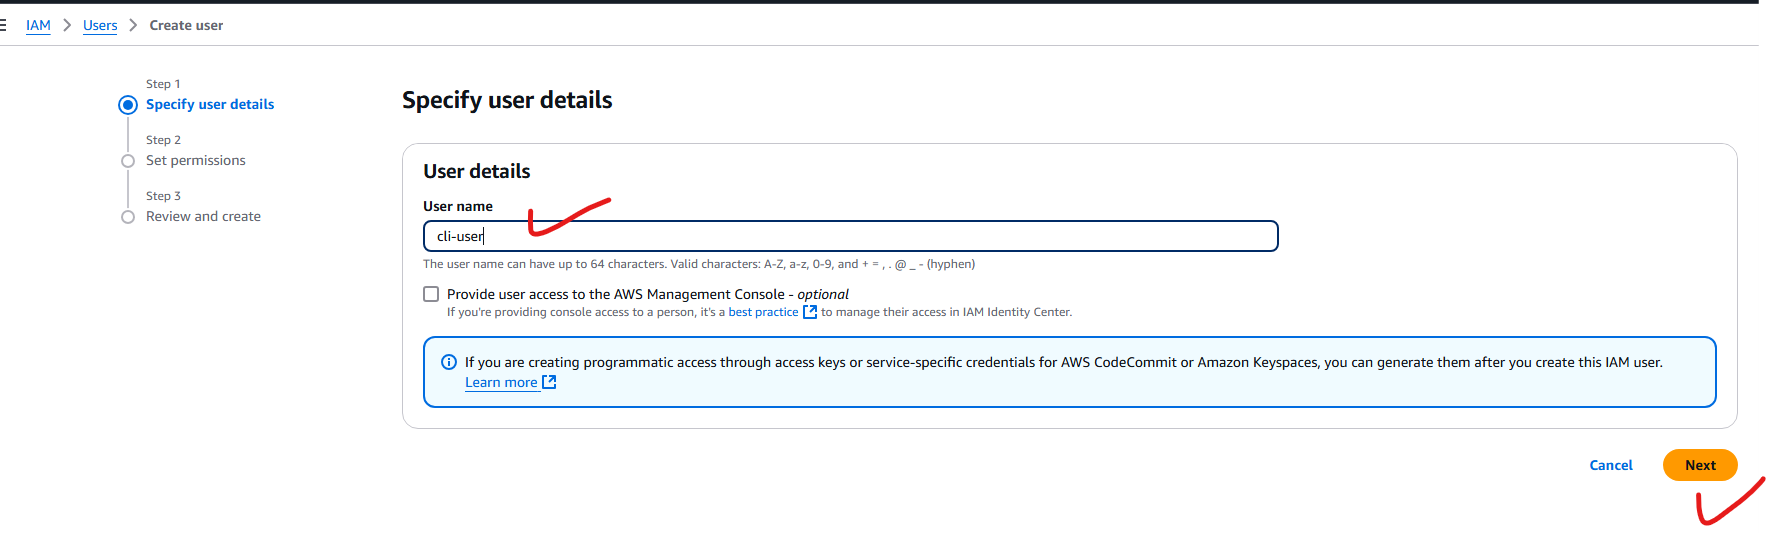 IAM > Users > Create user
Step 1
Specify user details
Step 2
Set permissions
Step 3
Review and create
Specify user details
User details
User name
cli-user
The user name can have up to 64 characters. Valid characters: A-Z, a-z, 0-9, and + = , . @ _ - (hyphen)
Provide user access to the AWS Management Console - optional
If you're providing console access to a person, it's a best practice to manage their access in IAM Identity Center.
If you are creating programmatic access through access keys or service-specific credentials for AWS CodeCommit or Amazon Keyspaces, you can generate them after you create this IAM user.
Learn more
Cancel
Next